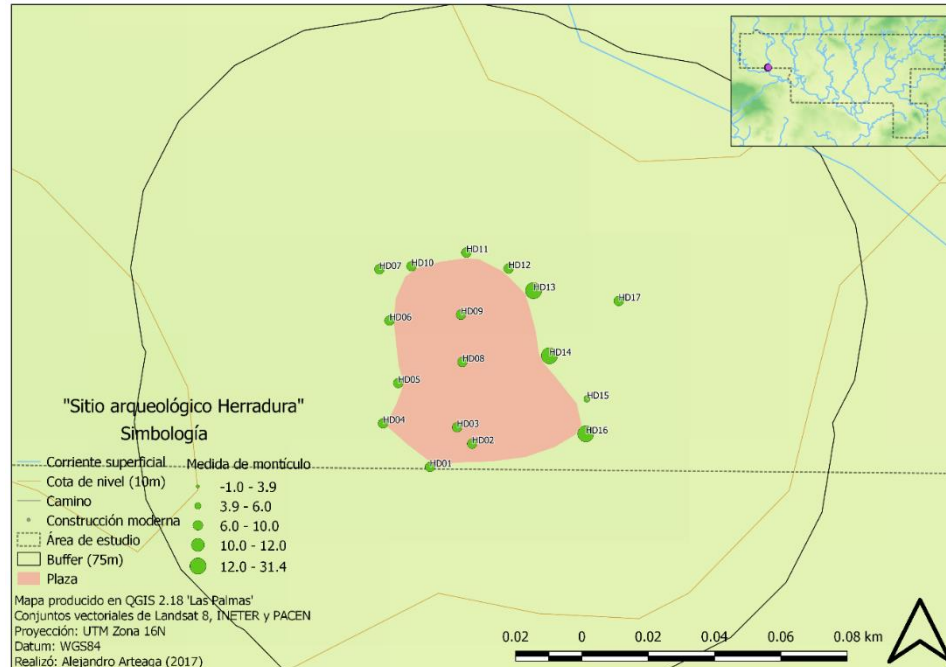 HD11
HD07
HD10
HD12
HD13
HD17
HD09
HD06
HD14
HD08
HD05
HD15
HD04
HD03
HD16
HD02
HD01
"Sitio arqueológico Herradura"
Simbología
Corriente superficial
Cota de nivel (10m)
Camino
Construcción moderna
Área de estudio
Buffer (75m)
Plaza
Medida de montículo
-1.0 - 3.9
3.9 - 6.0
6.0 - 10.0
10.0 - 12.0
12.0 - 31.4
Mapa producido en QGIS 2.18 'Las Palmas'
Conjuntos vectoriales de Landsat 8, INETER y PACEN
Proyección: UTM Zona 16N
Datum: WGS84
Realizó: Alejandro Arteaga (2017)
0.02 0 0.02 0.04 0.06 0.08 km